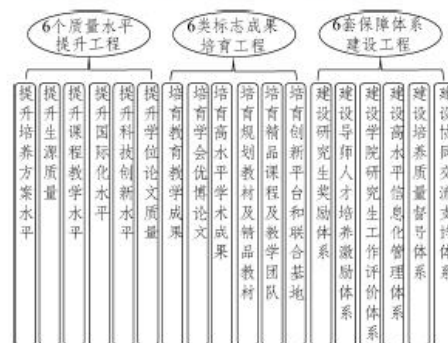 6个质量水平
提升工程
6类标志成果
培育工程
6套保障体系
建设工程
提升培养方案水平
提升生源质量
提升课程教学水平
提升国际化水平
提升科技创新水平
提升学位论文质量
培育教育教学成果
培育学会优博论文
培育高水平学术成果
培育规划教材及精品教材
培育精品课程及教学团队
培育创新平台和联合基地
建设研究生奖励体系
建设导师人才培养激励体系
建设学院研究生工作评价体系
建设高水平信息化管理体系
建设培养质量督导体系